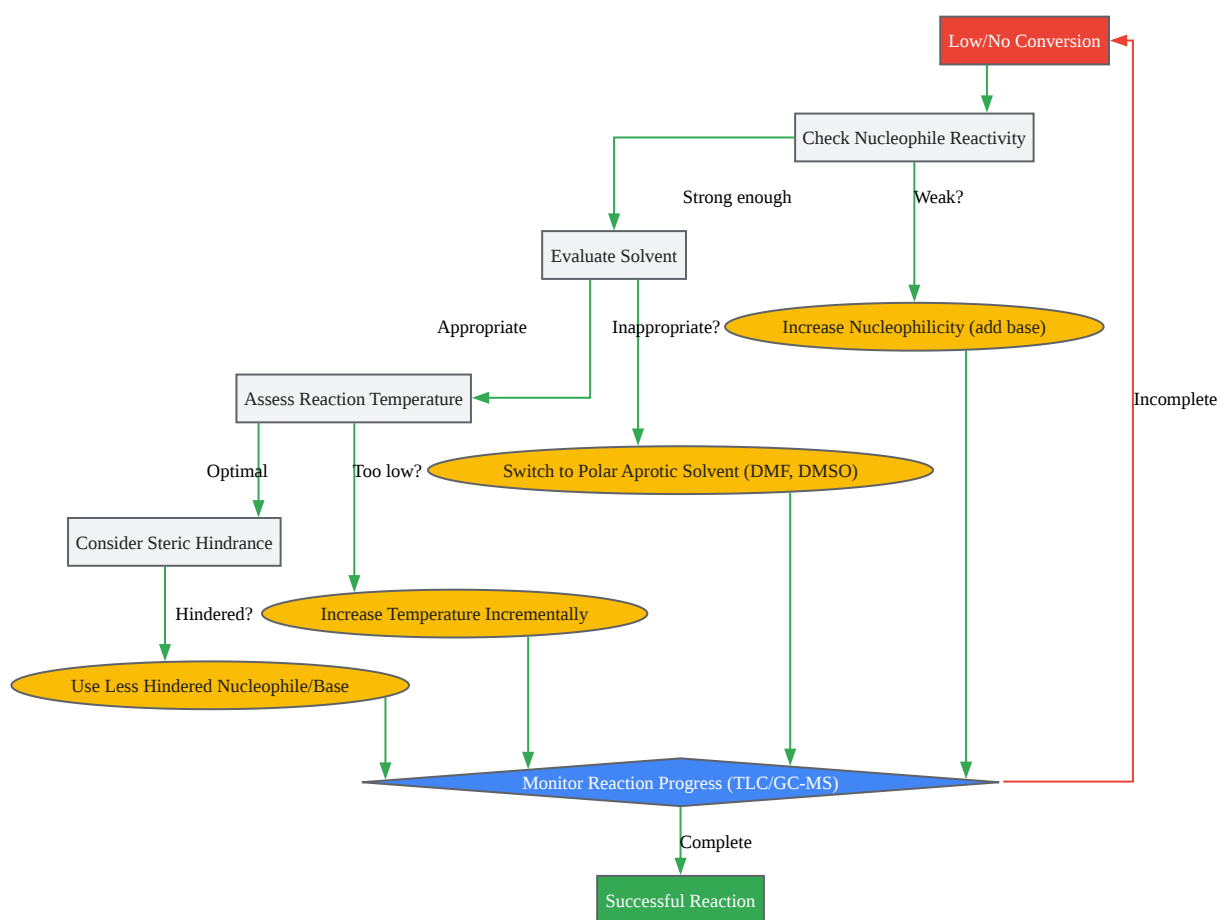 Low/No Conversion
Check Nucleophile Reactivity
Strong enough
Weak?
Evaluate Solvent
Appropriate
Inappropriate?
Increase Nucleophilicity (add base)
Assess Reaction Temperature
Incomplete
Optimal
Too low?
Switch to Polar Aprotic Solvent (DMF, DMSO)
Consider Steric Hindrance
Hindered?
Increase Temperature Incrementally
Use Less Hindered Nucleophile/Base
Monitor Reaction Progress (TLC/GC-MS)
Complete
Successful Reaction